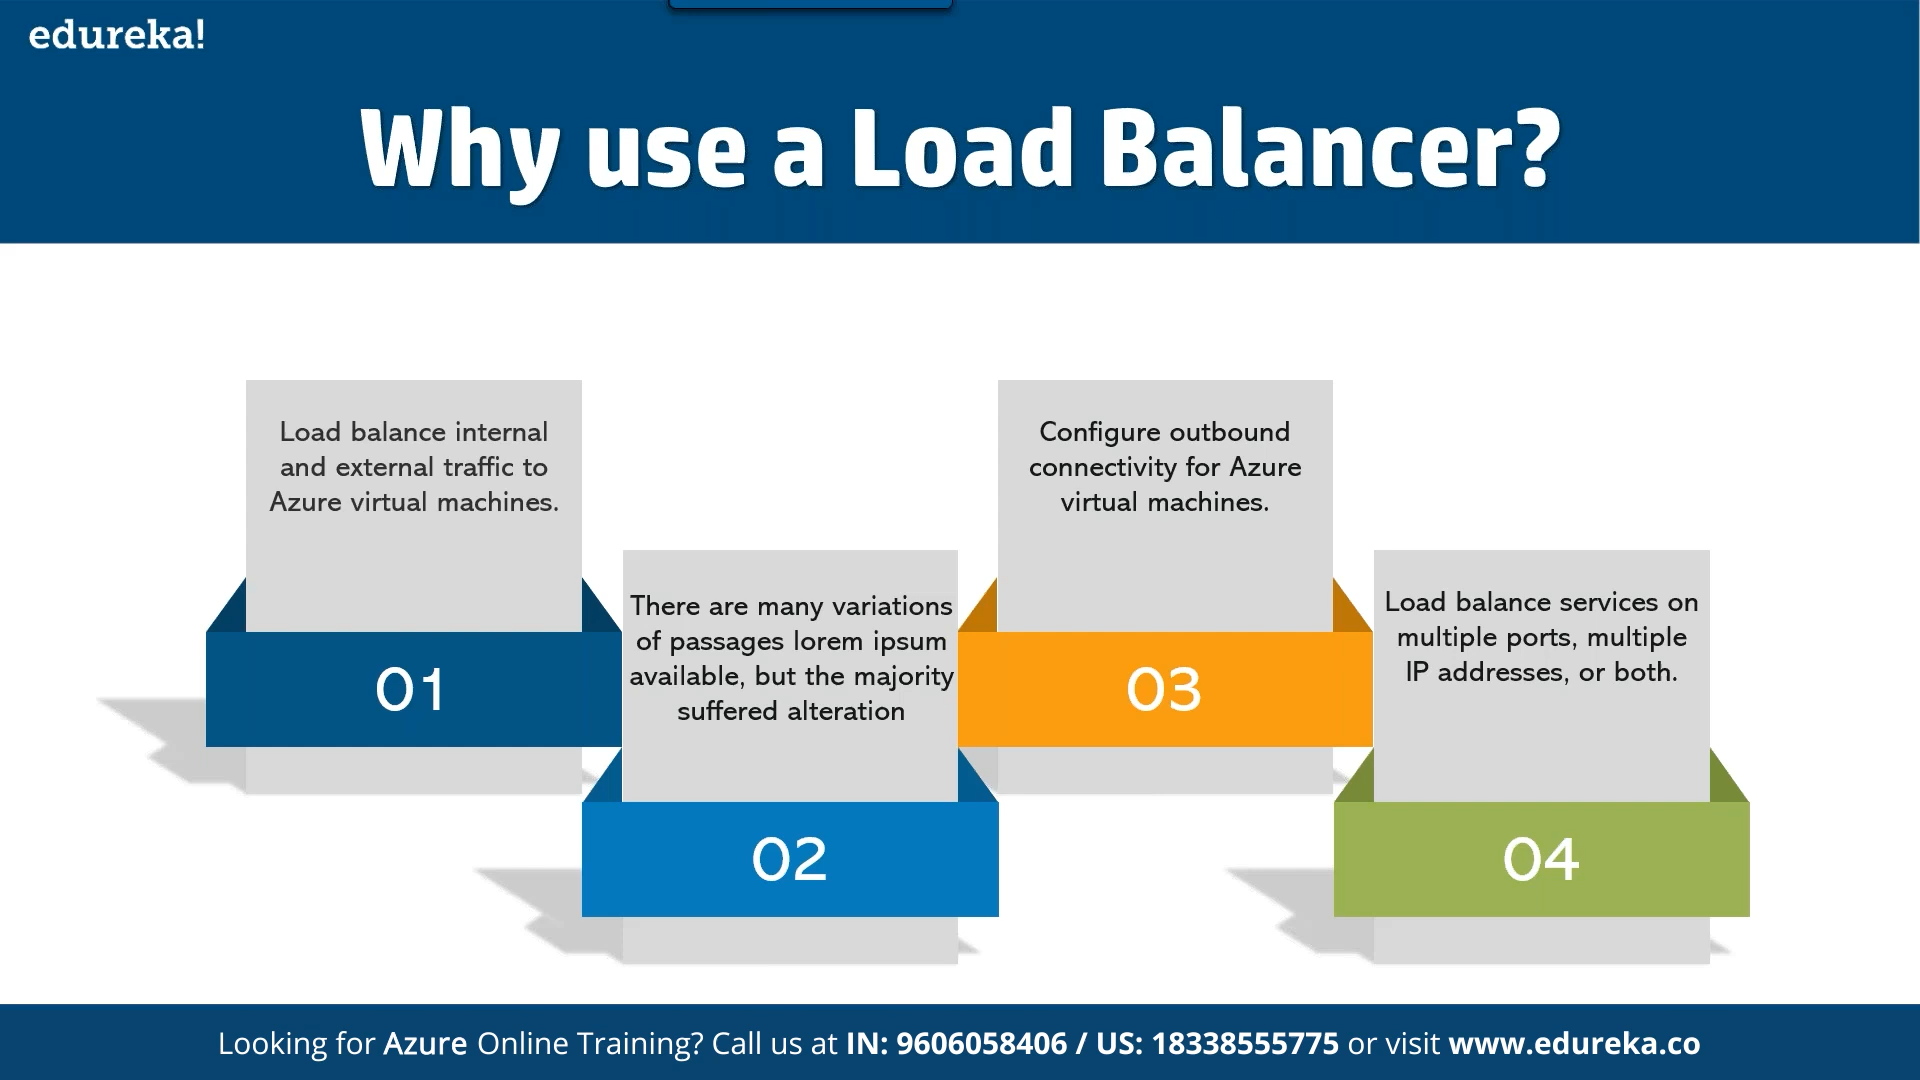 edureka!
Why use a Load Balancer?
Load balance internal
and external traffic to
Azure virtual machines.
01
There are many variations
of passages lorem ipsum
available, but the majority
suffered alteration
02
Configure outbound
connectivity for Azure
virtual machines.
03
Load balance services on
multiple ports, multiple
IP addresses, or both.
04
Looking for Azure Online Training? Call us at IN: 9606058406 / US: 18338555775 or visit www.edureka.co